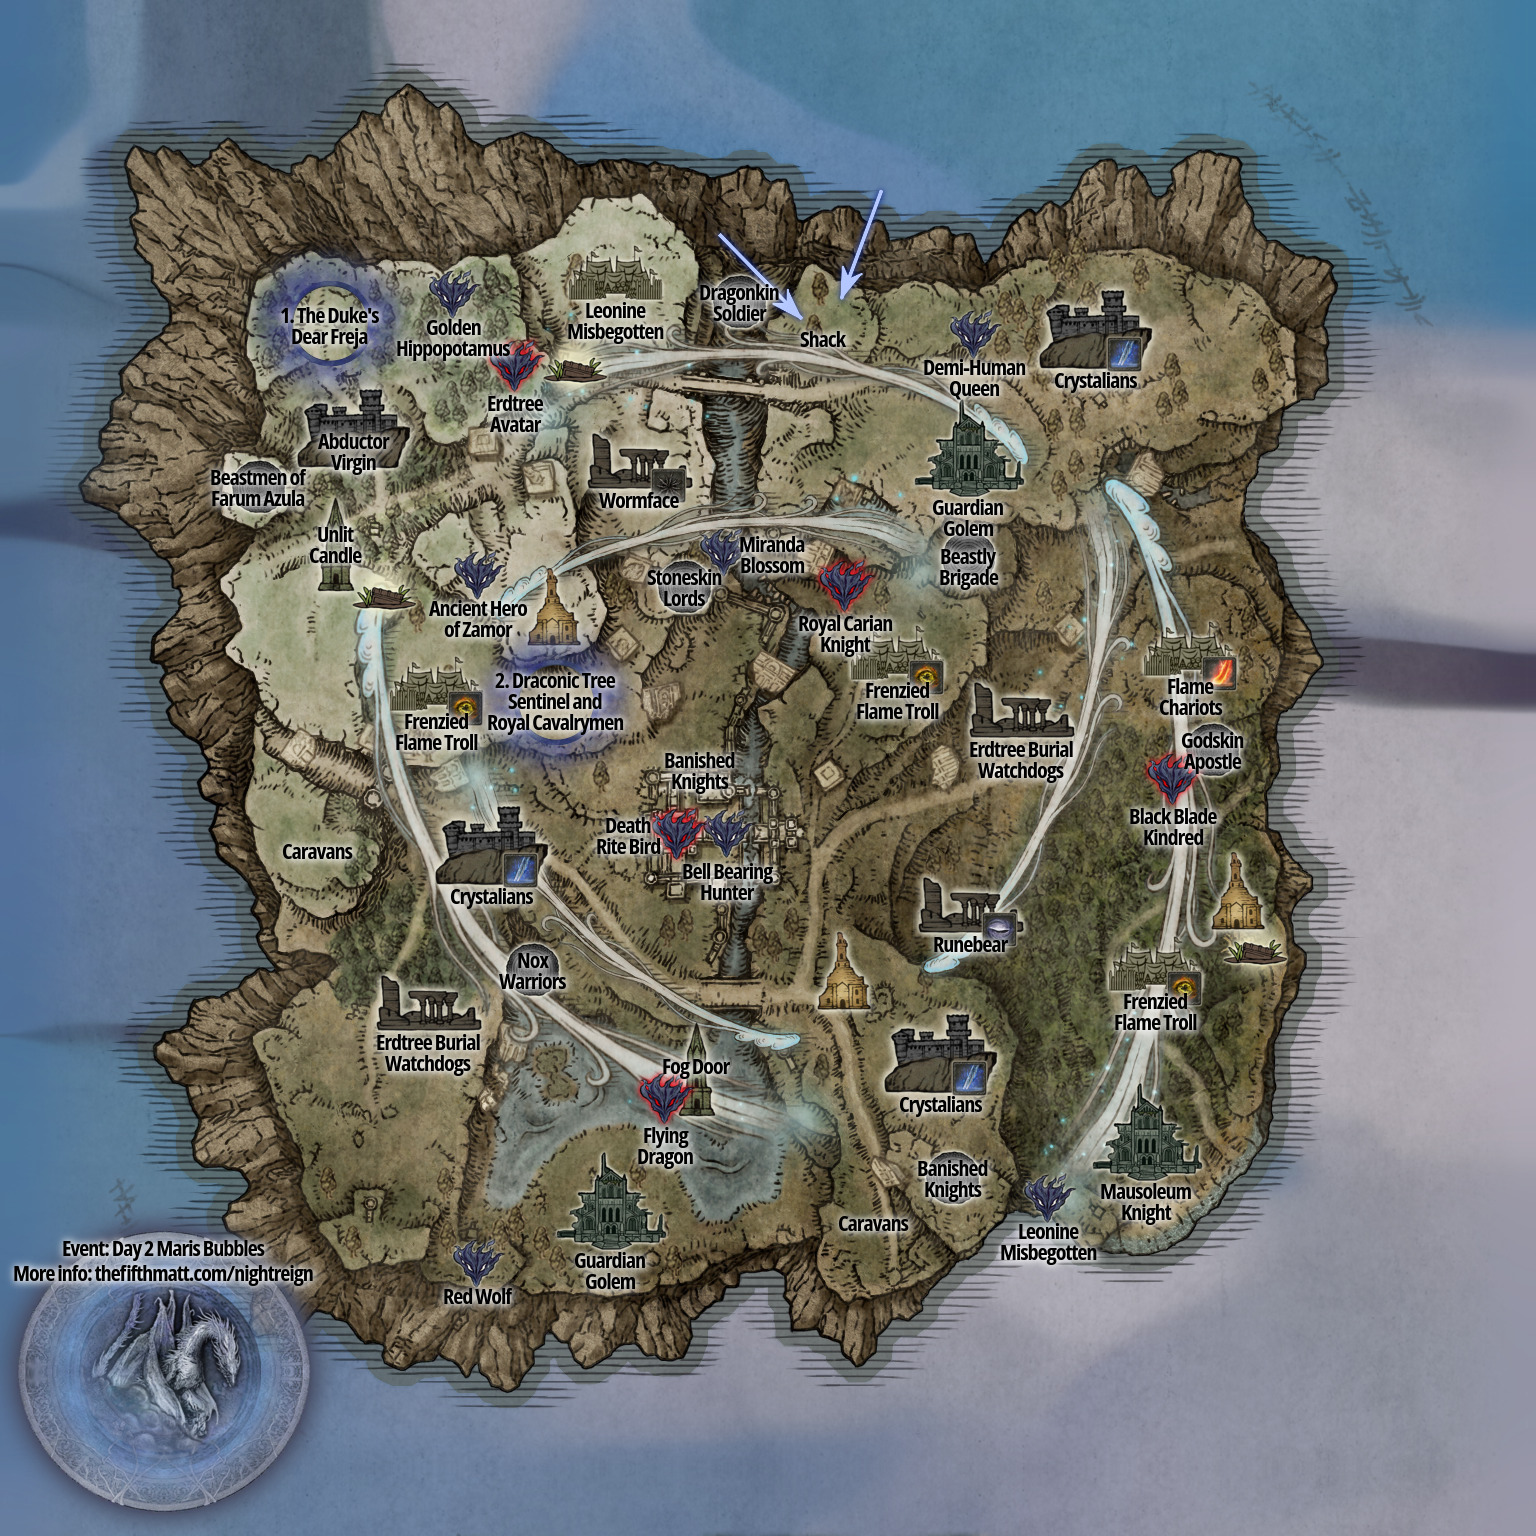 Leonine
Misbegotten
Dragonkin
Soldier
1. The Duke's
Dear Freja
Golden
Hippopotamus
Shack
Demi-Human
Queen
Crystalians
Erdtree
Avatar
Abductor
Virgin
Beastmen of
Farum Azula
Wormface
Guardian
Golem
Unlit
Candle
Miranda
Blossom
Beastly
Brigade
Stoneskin
Lords
Ancient Hero
of Zamor
Royal Carian
Knight
2. Draconic Tree
Sentinel and
Royal Cavalrymen
Frenzied
Flame Troll
Frenzied
Flame Troll
Flame
Chariots
Erdtree Burial
Watchdogs
Godskin
Apostle
Banished
Knights
Black Blade
Kindred
Death
Rite Bird
Caravans
Bell Bearing
Hunter
Crystalians
Runebear
Nox
Warriors
Frenzied
Flame Troll
Erdtree Burial
Watchdogs
Fog Door
Crystalians
Flying
Dragon
Banished
Knights
Mausoleum
Knight
Caravans
Leonine
Misbegotten
Guardian
Golem
Red Wolf
Event: Day 2 Maris Bubbles
More info: thefifthmatt.com/nightreign